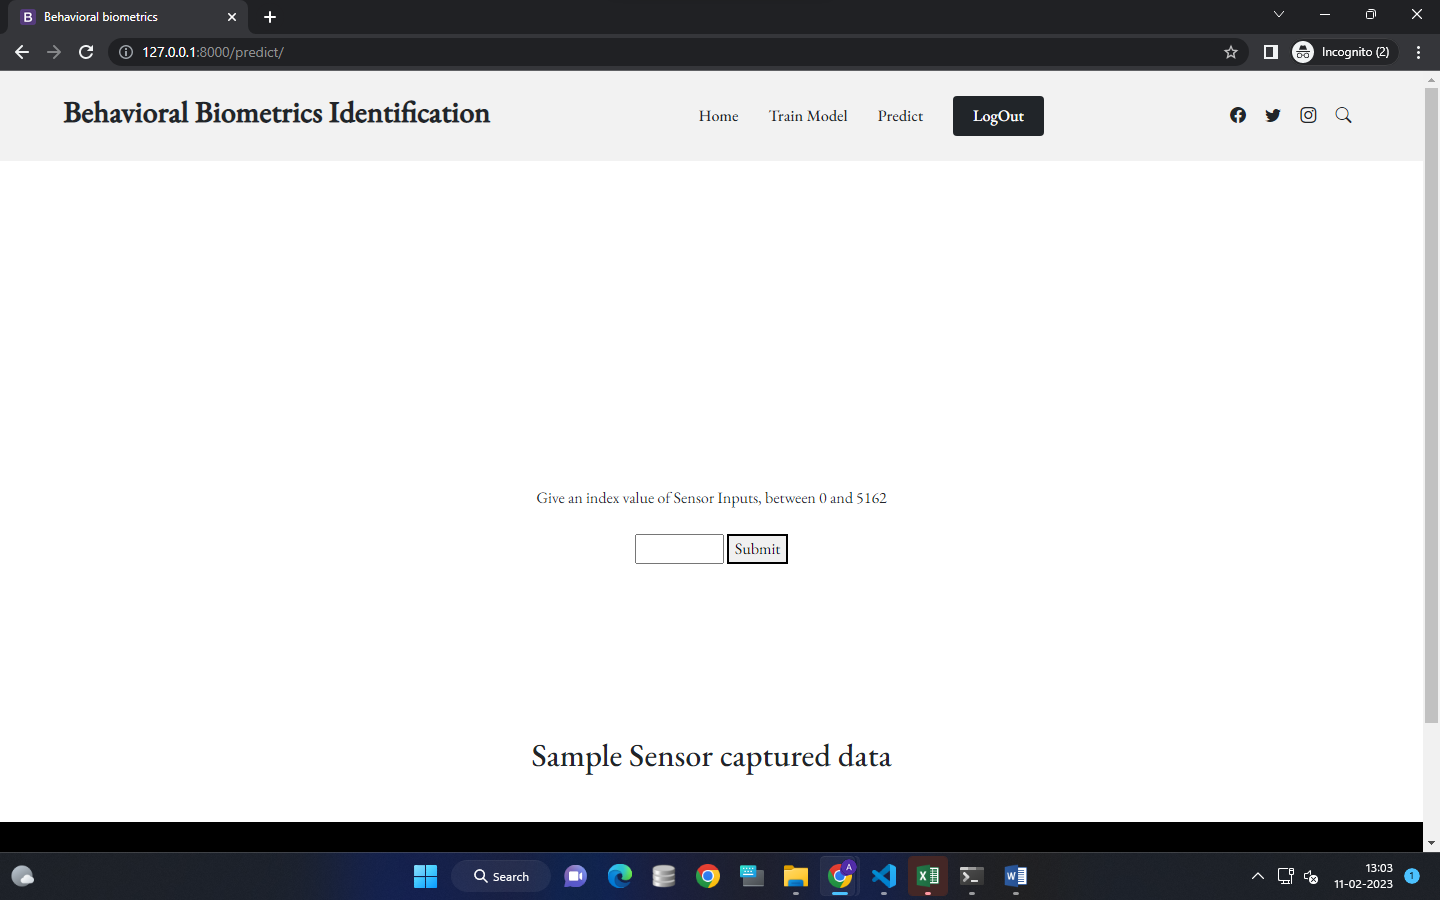 Behavioral biometrics
127.0.0.1:8000/predict/
Incognito (2)
Behavioral Biometrics Identification
Home
Train Model
Predict
LogOut
Give an index value of Sensor Inputs, between 0 and 5162
Submit
Sample Sensor captured data
Search
A
13:03
11-02-2023
1